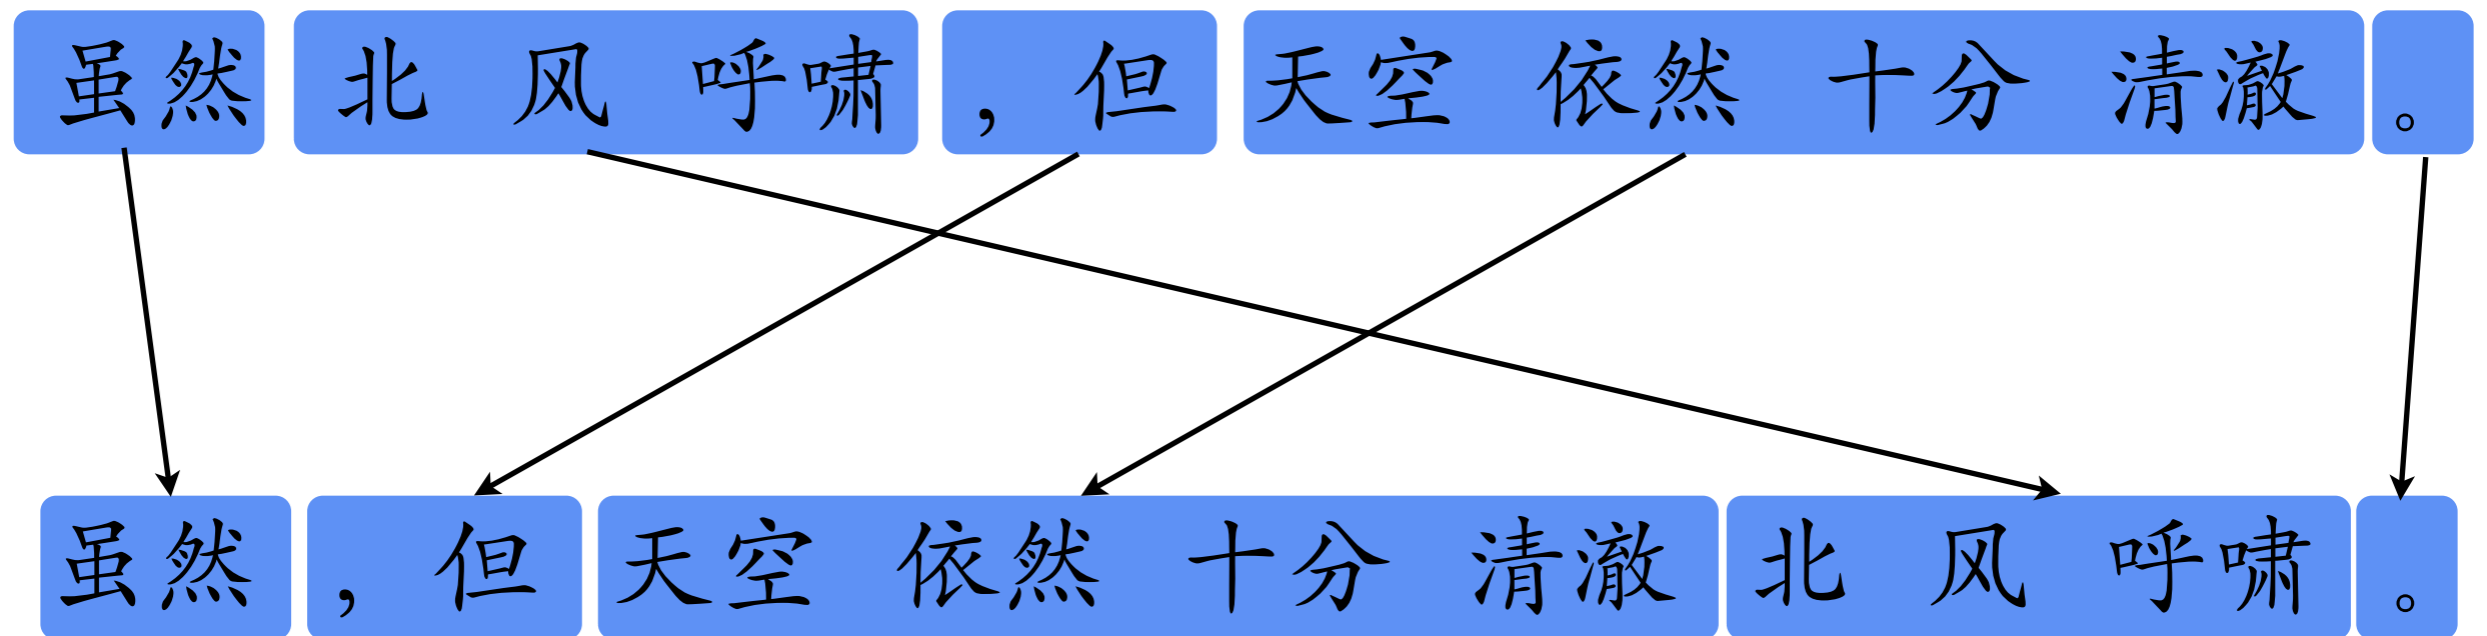 虽然 北 风 呼啸 ， 但 天空 依然 十分 清澈 。
虽然 ， 但 天空 依然 十分 清澈 北 风 呼啸 。